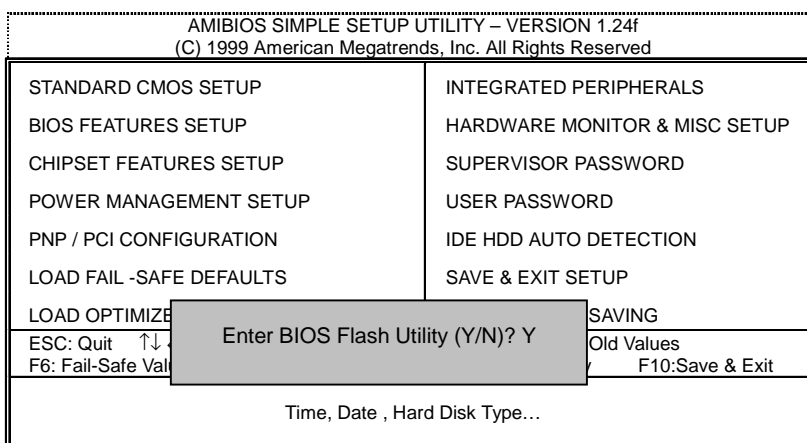 AMIBIOS SIMPLE SETUP UTILITY – VERSION 1.24f
(C) 1999 American Megatrends, Inc. All Rights Reserved
STANDARD CMOS SETUP
BIOS FEATURES SETUP
CHIPSET FEATURES SETUP
POWER MANAGEMENT SETUP
PNP / PCI CONFIGURATION
LOAD FAIL -SAFE DEFAULTS
LOAD
INTEGRATED PERIPHERALS
HARDWARE MONITOR & MISC SETUP
SUPERVISOR PASSWORD
USER PASSWORD
IDE HDD AUTO DETECTION
SAVE & EXIT SETUP
SAVING
Enter BIOS Flash Utility (Y/N)? Y
ESC: Quit ↑↓ Old Values
F6: Fail-Safe F10:Save & Exit
Time, Date , Hard Disk Type…